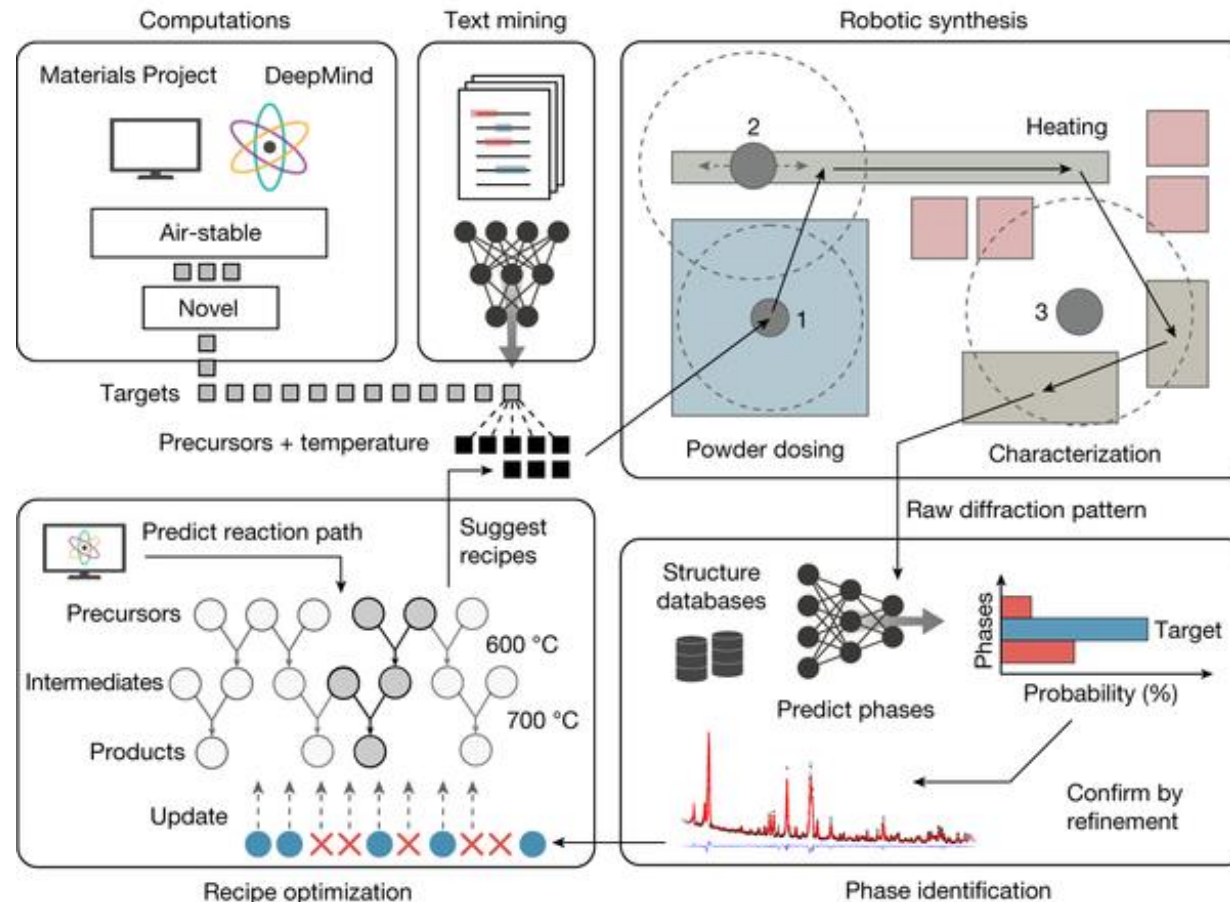 Computations
Text mining
Robotic synthesis
Materials Project
DeepMind
Air-stable
Novel
Targets
Precursors + temperature
2
Heating
1
3
Powder dosing
Characterization
Raw diffraction pattern
Predict reaction path
Suggest
recipes
Precursors
600 °C
Intermediates
700 °C
Products
Update
Recipe optimization
Structure
databases
Predict phases
Phases
Target
Probability (%)
Confirm by
refinement
Phase identification